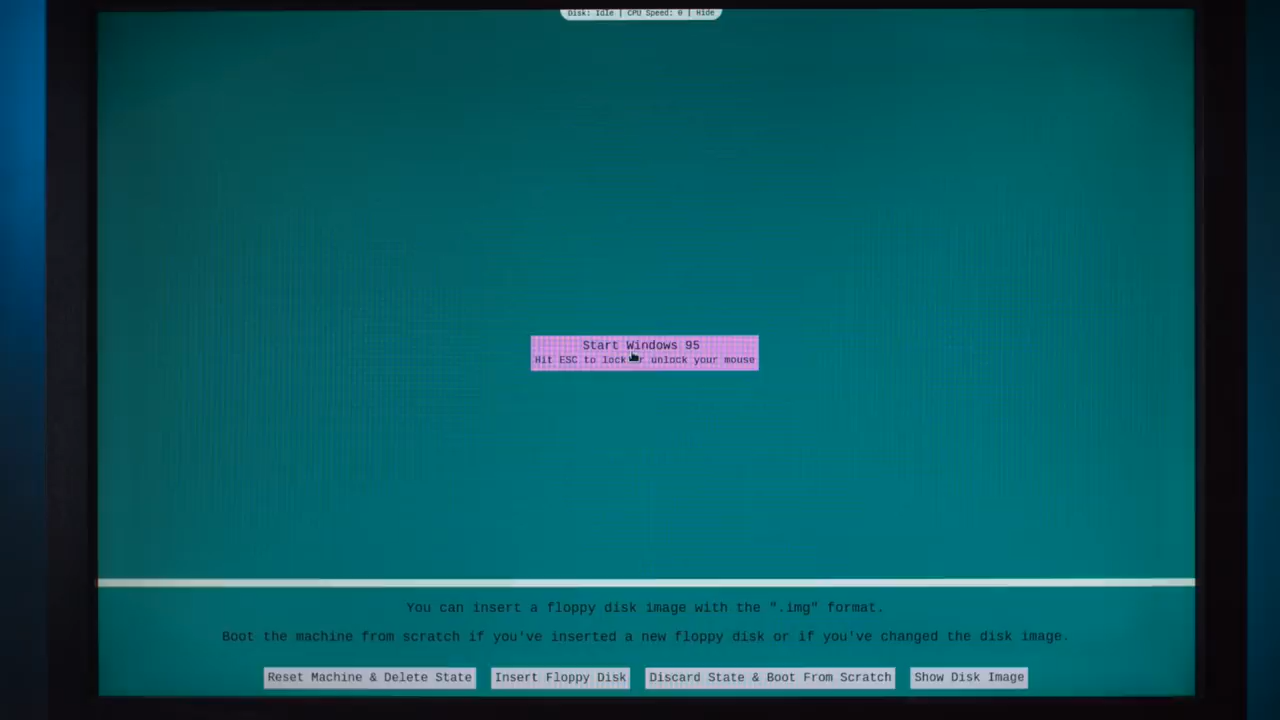 Disk: Idle | CPU Speed: 0 | Hide
Start Windows 95
Hit ESC to lock or unlock your mouse
You can insert a floppy disk image with the ".img" format.
Boot the machine from scratch if you've inserted a new floppy disk or if you've changed the disk image.
Reset Machine & Delete State
Insert Floppy Disk
Discard State & Boot From Scratch
Show Disk Image